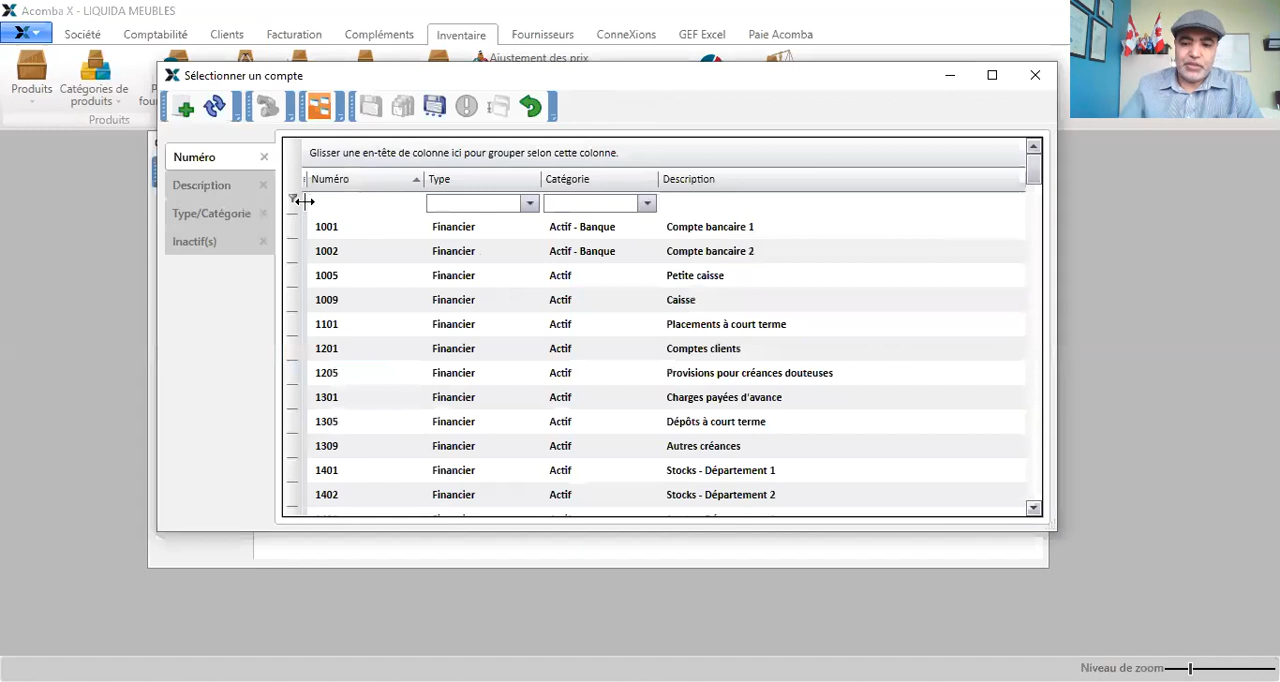 Acomba X - LIQUIDA MEUBLES
Société Comptabilité Clients Facturation Compléments Inventaire Fournisseurs ConneXions GEF Excel Paie Acomba
Ajustement des prix
Produits
Catégories de produits
Produits
Sélectionner un compte
Numéro
Description
Type/Catégorie
Inactif(s)
Glisser une en-tête de colonne ici pour grouper selon cette colonne.
Numéro Type Catégorie Description
1001 Financier Actif - Banque Compte bancaire 1
1002 Financier Actif - Banque Compte bancaire 2
1005 Financier Actif Petite caisse
1009 Financier Actif Caisse
1101 Financier Actif Placements à court terme
1201 Financier Actif Comptes clients
1205 Financier Actif Provisions pour créances douteuses
1301 Financier Actif Charges payées d'avance
1305 Financier Actif Dépôts à court terme
1309 Financier Actif Autres créances
1401 Financier Actif Stocks - Département 1
1402 Financier Actif Stocks - Département 2
Niveau de zoom